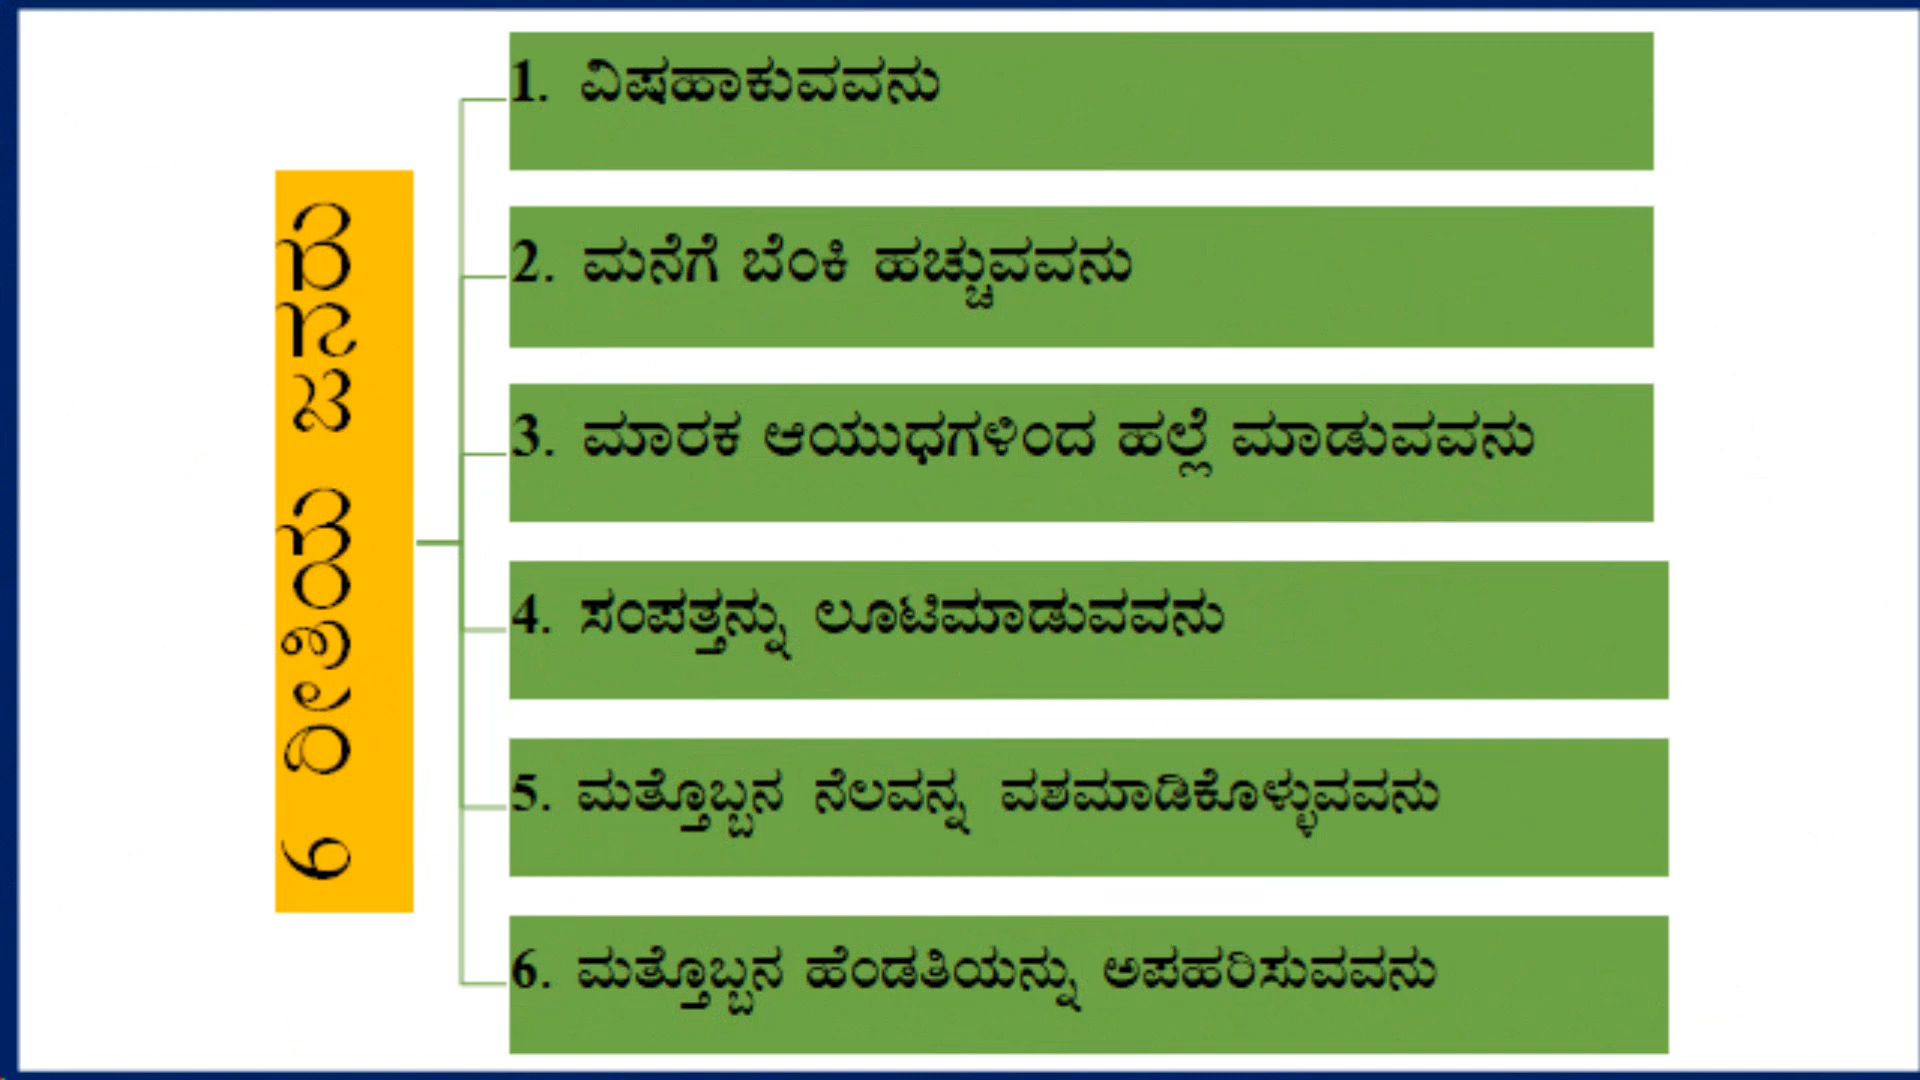 6 ರೀತಿಯ ಜನರು
1. ವಿಷಹಾಕುವವನು
2. ಮನೆಗೆ ಬೆಂಕಿ ಹಚ್ಚುವವನು
3. ಮಾರಕ ಆಯುಧಗಳಿಂದ ಹಲ್ಲೆ ಮಾಡುವವನು
4. ಸಂಪತ್ತನ್ನು ಲೂಟಿಮಾಡುವವನು
5. ಮತ್ತೊಬ್ಬನ ನೆಲವನ್ನ ವಶಮಾಡಿಕೊಳ್ಳುವವನು
6. ಮತ್ತೊಬ್ಬನ ಹೆಂಡತಿಯನ್ನು ಅಪಹರಿಸುವವನು